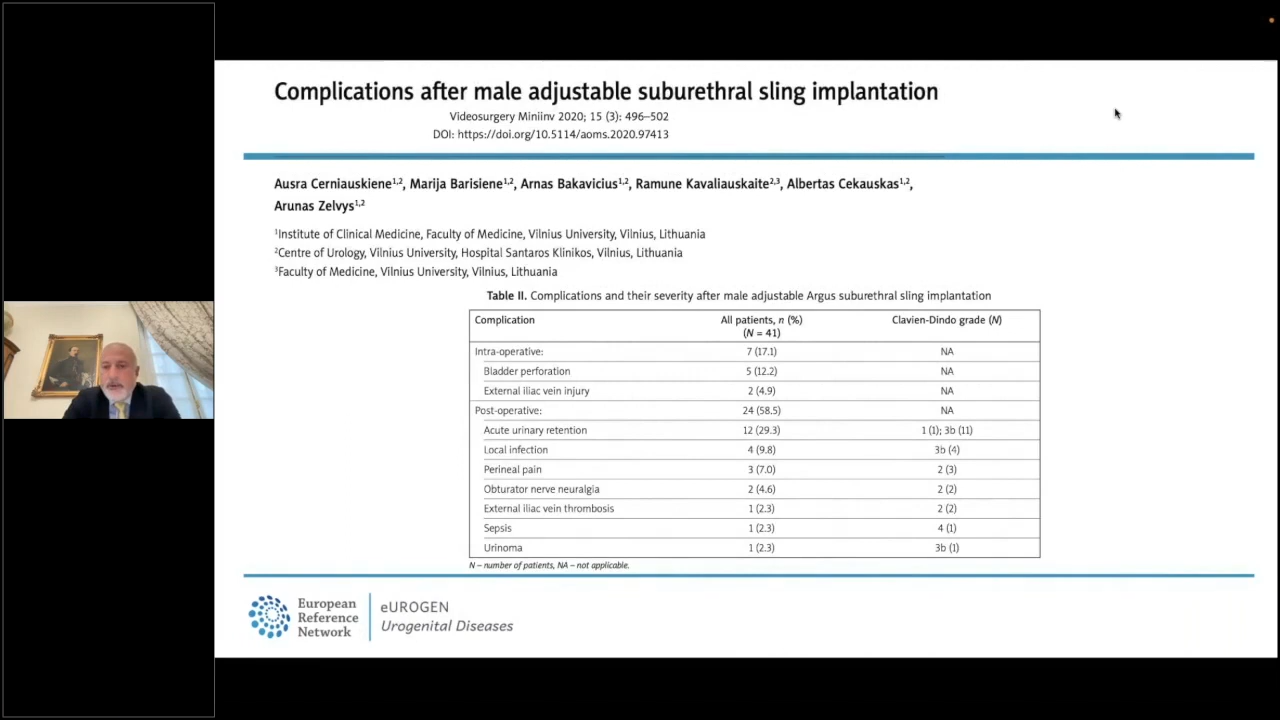 Complications after male adjustable suburethral sling implantation
Videosurgery Miniinv 2020; 15 (3): 496–502
DOI: https://doi.org/10.5114/aoms.2020.97413
Ausra Cerniauskiene1,2, Marija Barisiene1,2, Arnas Bakavicius1,2, Ramune Kavaliauskaite2,3, Albertas Cekauskas1,2,
Arunas Zelvys1,2
1Institute of Clinical Medicine, Faculty of Medicine, Vilnius University, Vilnius, Lithuania
2Centre of Urology, Vilnius University, Hospital Santaros Klinikos, Vilnius, Lithuania
3Faculty of Medicine, Vilnius University, Vilnius, Lithuania
Table II. Complications and their severity after male adjustable Argus suburethral sling implantation
Complication All patients, n (%) Clavien-Dindo grade (N)
(N = 41)
Intra-operative: 7 (17.1) NA
Bladder perforation 5 (12.2) NA
External iliac vein injury 2 (4.9) NA
Post-operative: 24 (58.5) NA
Acute urinary retention 12 (29.3) 1 (1); 3b (11)
Local infection 4 (9.8) 3b (4)
Perineal pain 3 (7.0) 2 (3)
Obturator nerve neuralgia 2 (4.6) 2 (2)
External iliac vein thrombosis 1 (2.3) 2 (2)
Sepsis 1 (2.3) 4 (1)
Urinoma 1 (2.3) 3b (1)
N – number of patients, NA – not applicable.
European
Reference
Network
eUROGEN
Urogenital Diseases